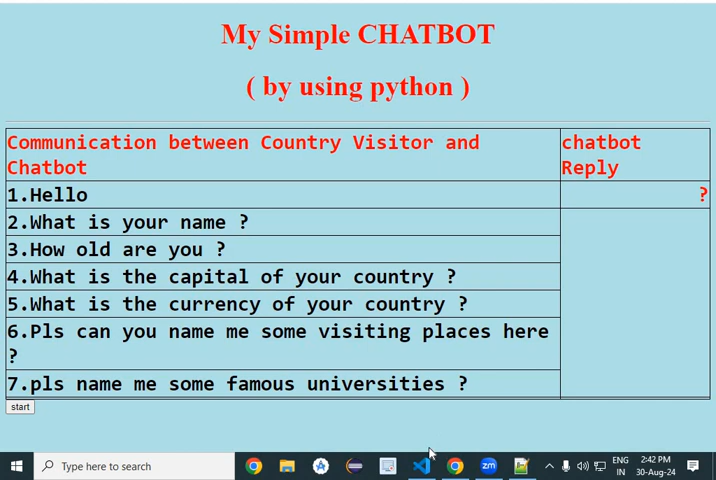 My Simple CHATBOT
( by using python )
Communication between Country Visitor and
Chatbot
chatbot
Reply
1.Hello
?
2.What is your name ?
3.How old are you ?
4.What is the capital of your country ?
5.What is the currency of your country ?
6.Pls can you name me some visiting places here
?
7.pls name me some famous universities ?
start
Type here to search
ENG
IN
2:42 PM
30-Aug-24